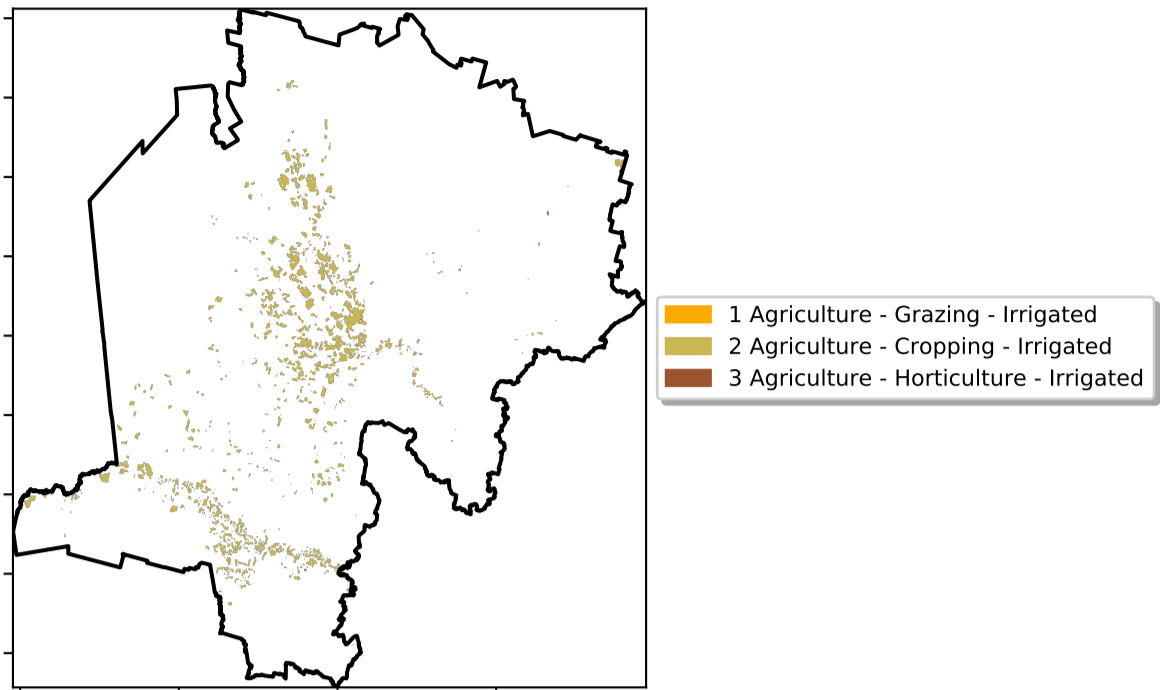 1 Agriculture - Grazing - Irrigated
2 Agriculture - Cropping - Irrigated
3 Agriculture - Horticulture - Irrigated